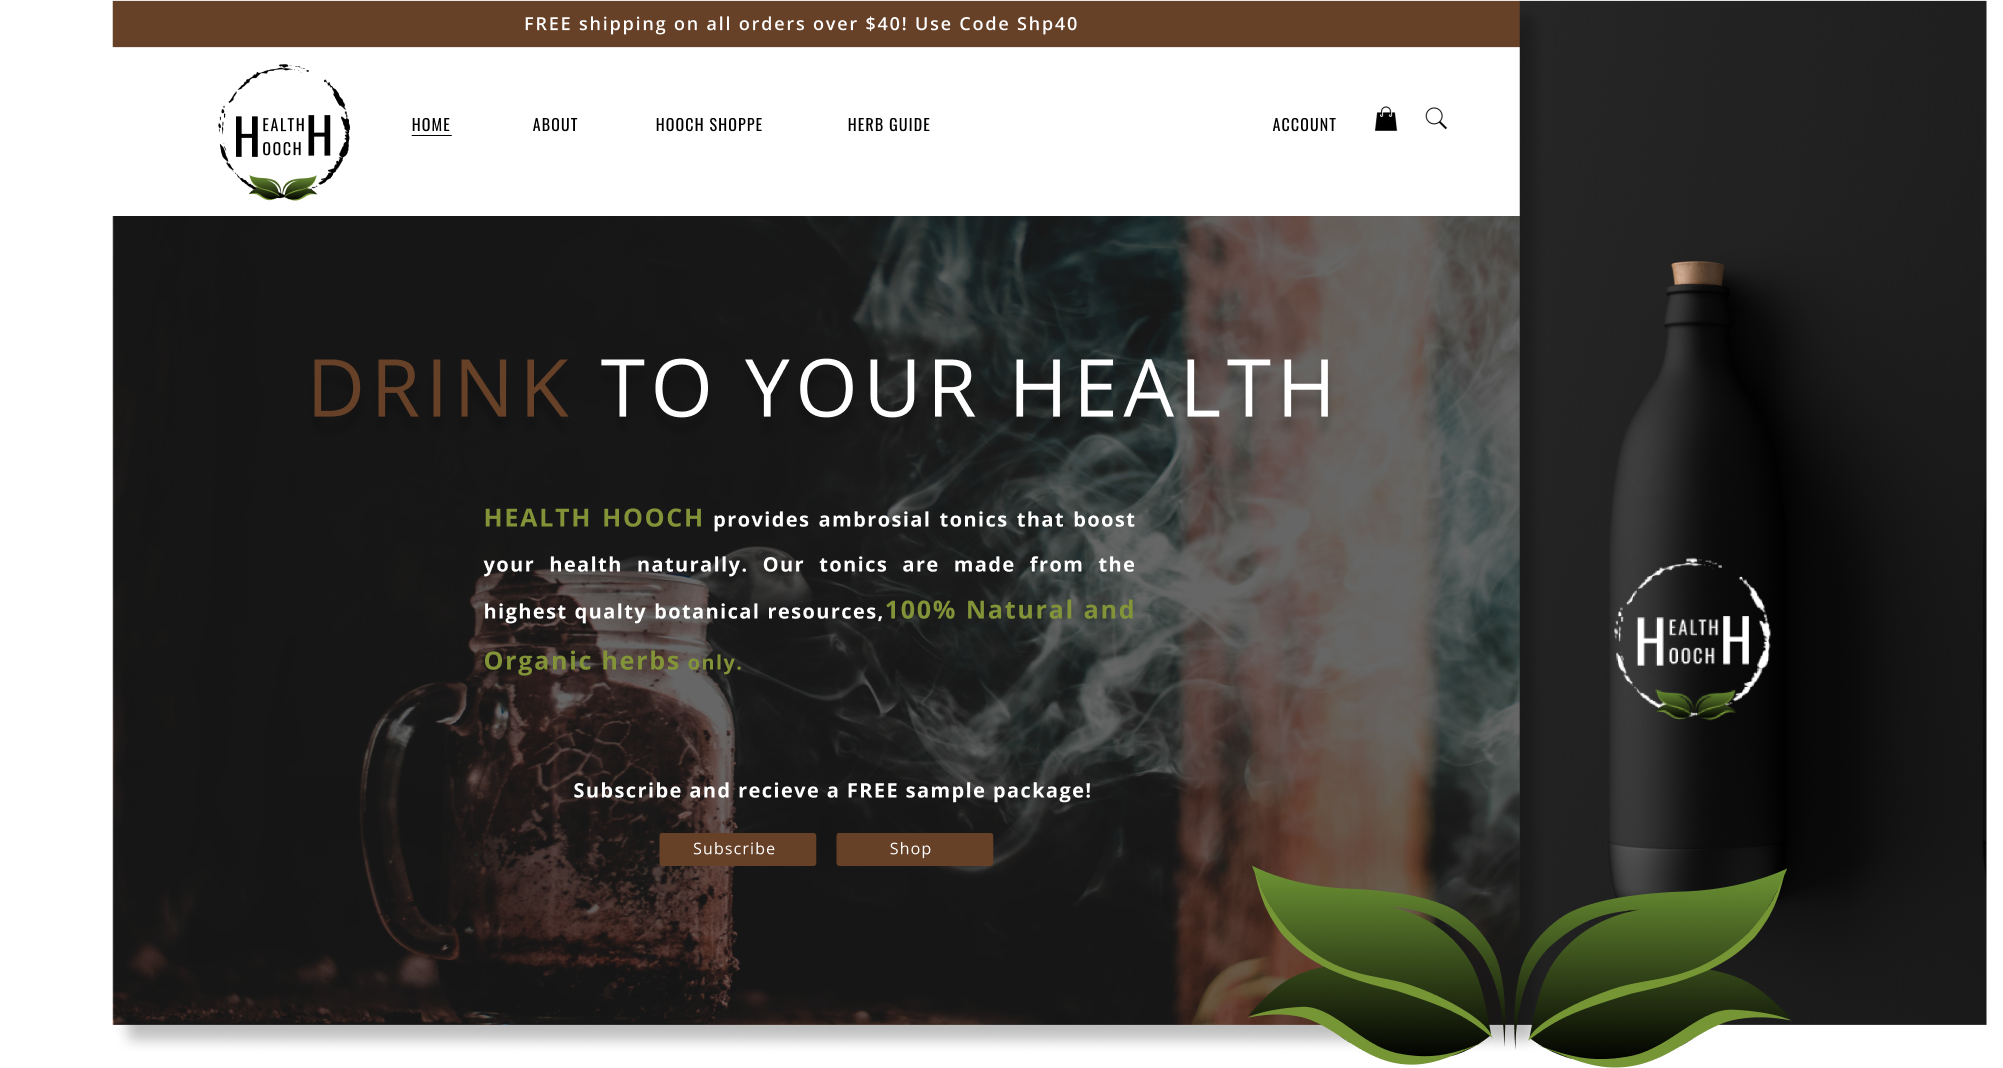 FREE shipping on all orders over $40! Use Code Shp40
HEALTH
HOOCH
HOME
ABOUT
HOOCH SHOPPE
HERB GUIDE
ACCOUNT
DRINK TO YOUR HEALTH
HEALTH HOOCH provides ambrosial tonics that boost
your health naturally. Our tonics are made from the
highest qualty botanical resources,100% Natural and
Organic herbs only.
Subscribe and recieve a FREE sample package!
Subscribe
Shop
HEALTHH
OOCH